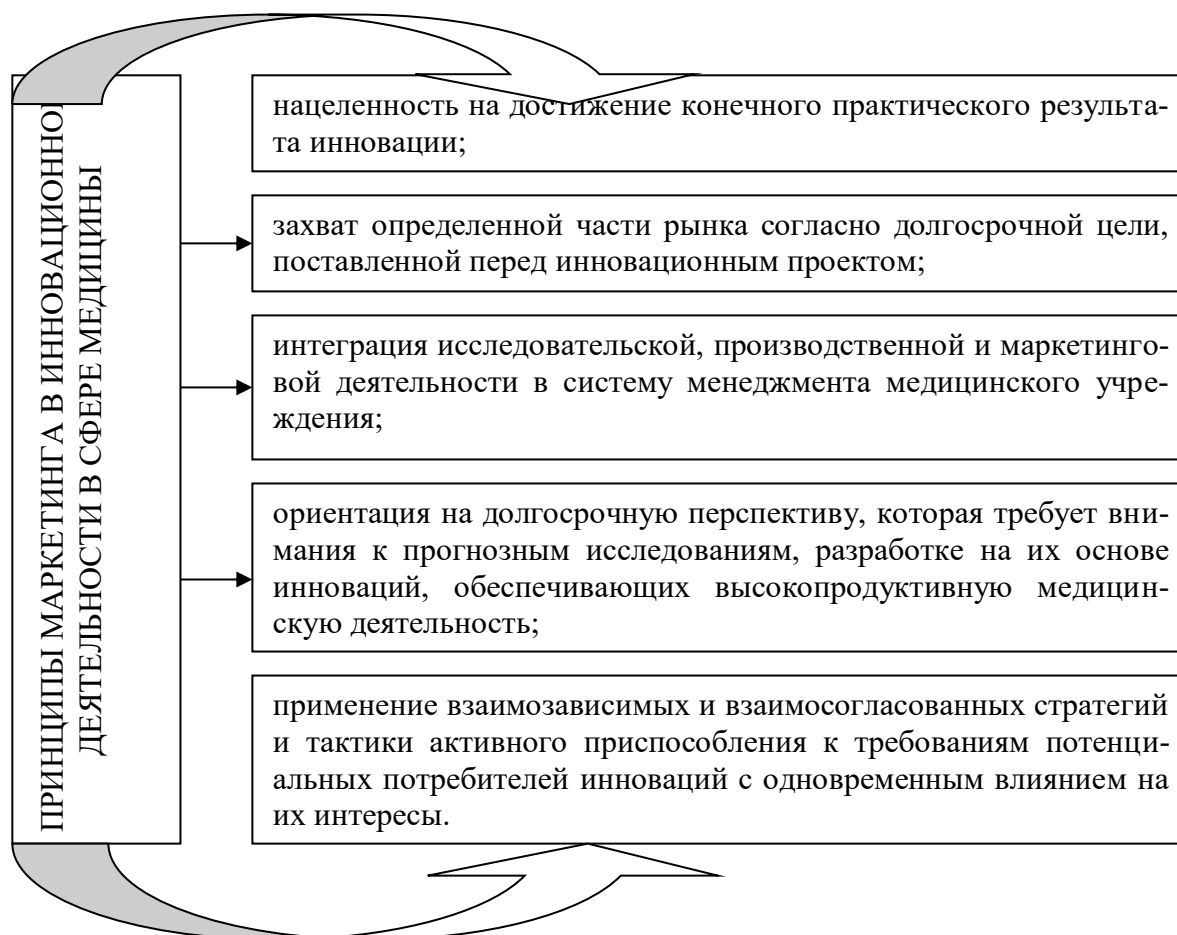 ПРИНЦИПЫ МАРКЕТИНГА В ИННОВАЦИОННО
ДЕЯТЕЛЬНОСТИ В СФЕРЕ МЕДИЦИНЫ
нацеленность на достижение конечного практического результа-
та инновации;
захват определенной части рынка согласно долгосрочной цели,
поставленной перед инновационным проектом;
интеграция исследовательской, производственной и маркетинго-
вой деятельности в систему менеджмента медицинского учре-
ждения;
ориентация на долгосрочную перспективу, которая требует вни-
мания к прогнозным исследованиям, разработке на их основе
инноваций, обеспечивающих высокопродуктивную медицин-
скую деятельность;
применение взаимозависимых и взаимосогласованных стратегий
и тактики активного приспособления к требованиям потенци-
альных потребителей инноваций с одновременным влиянием на
их интересы.